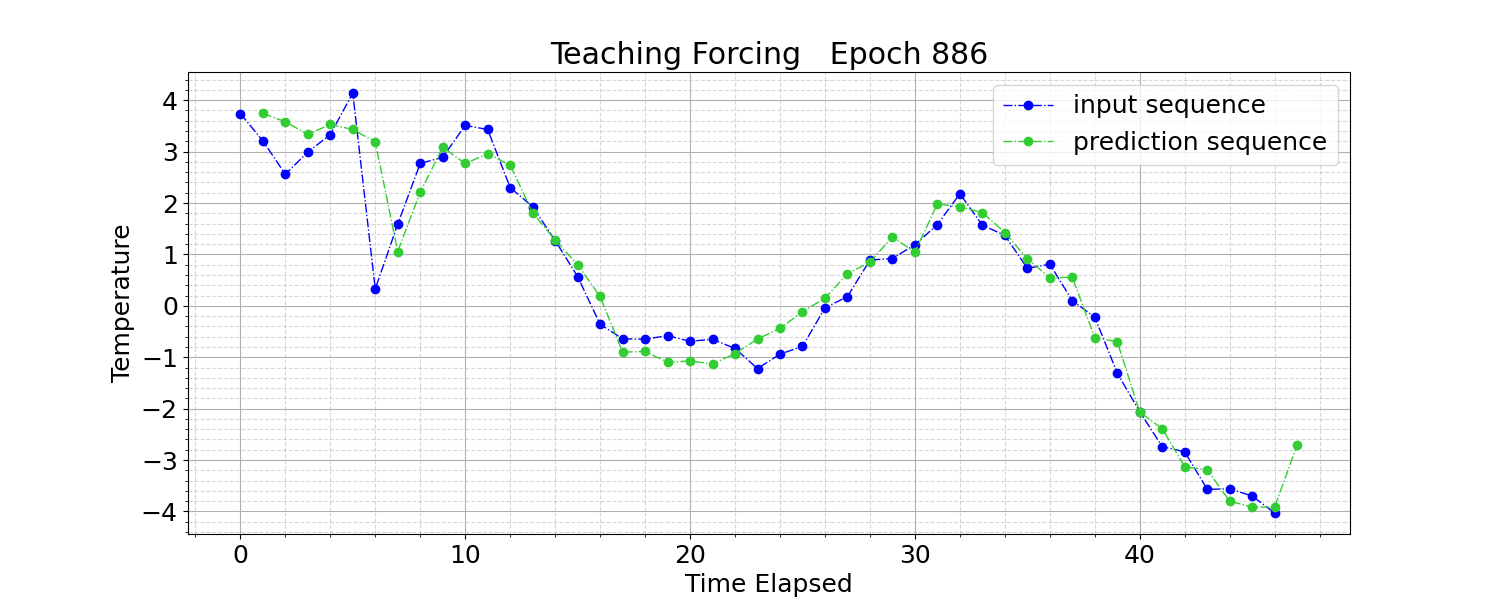 Teaching Forcing   Epoch 886
input sequence
prediction sequence
4
3
2
1
0
−1
−2
−3
−4
Temperature
0 10 20 30 40
Time Elapsed